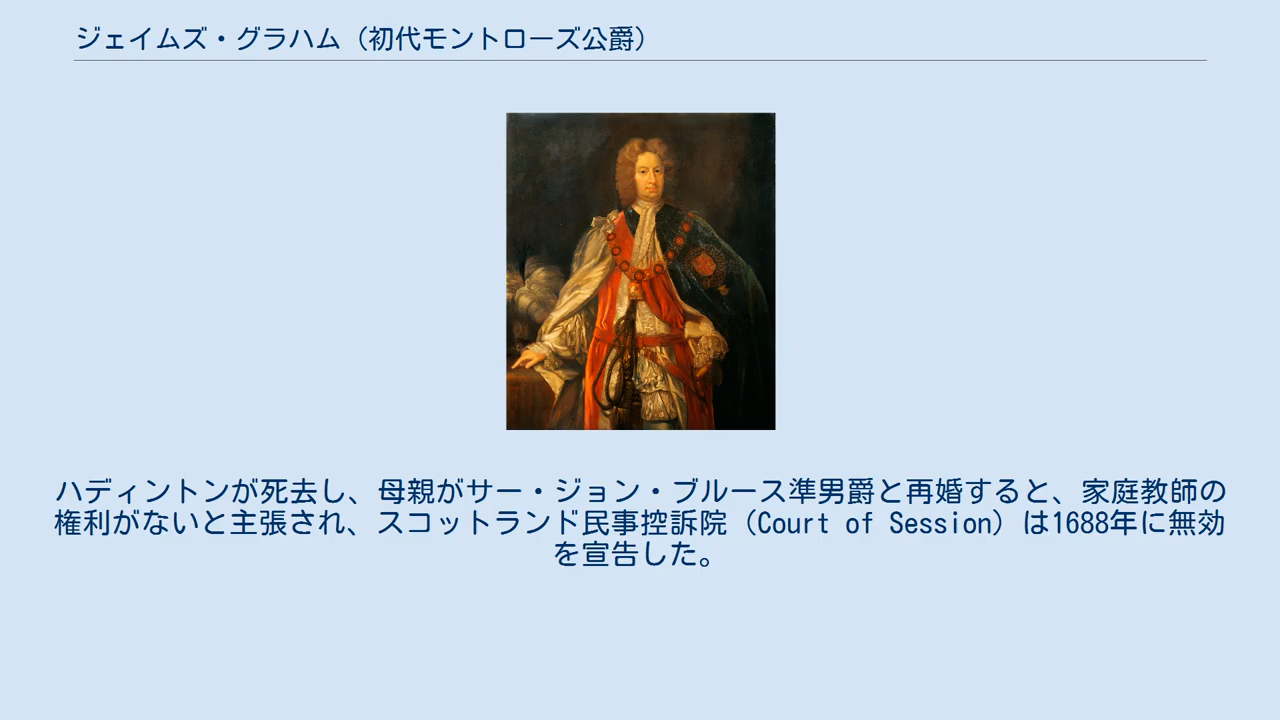 ジェイムズ・グラハム（初代モントローズ公爵）
ハディントンが死去し、母親がサー・ジョン・ブルース準男爵と再婚すると、家庭教師の
権利がないと主張され、スコットランド民事控訴院（Court of Session）は1688年に無効
を宣告した。